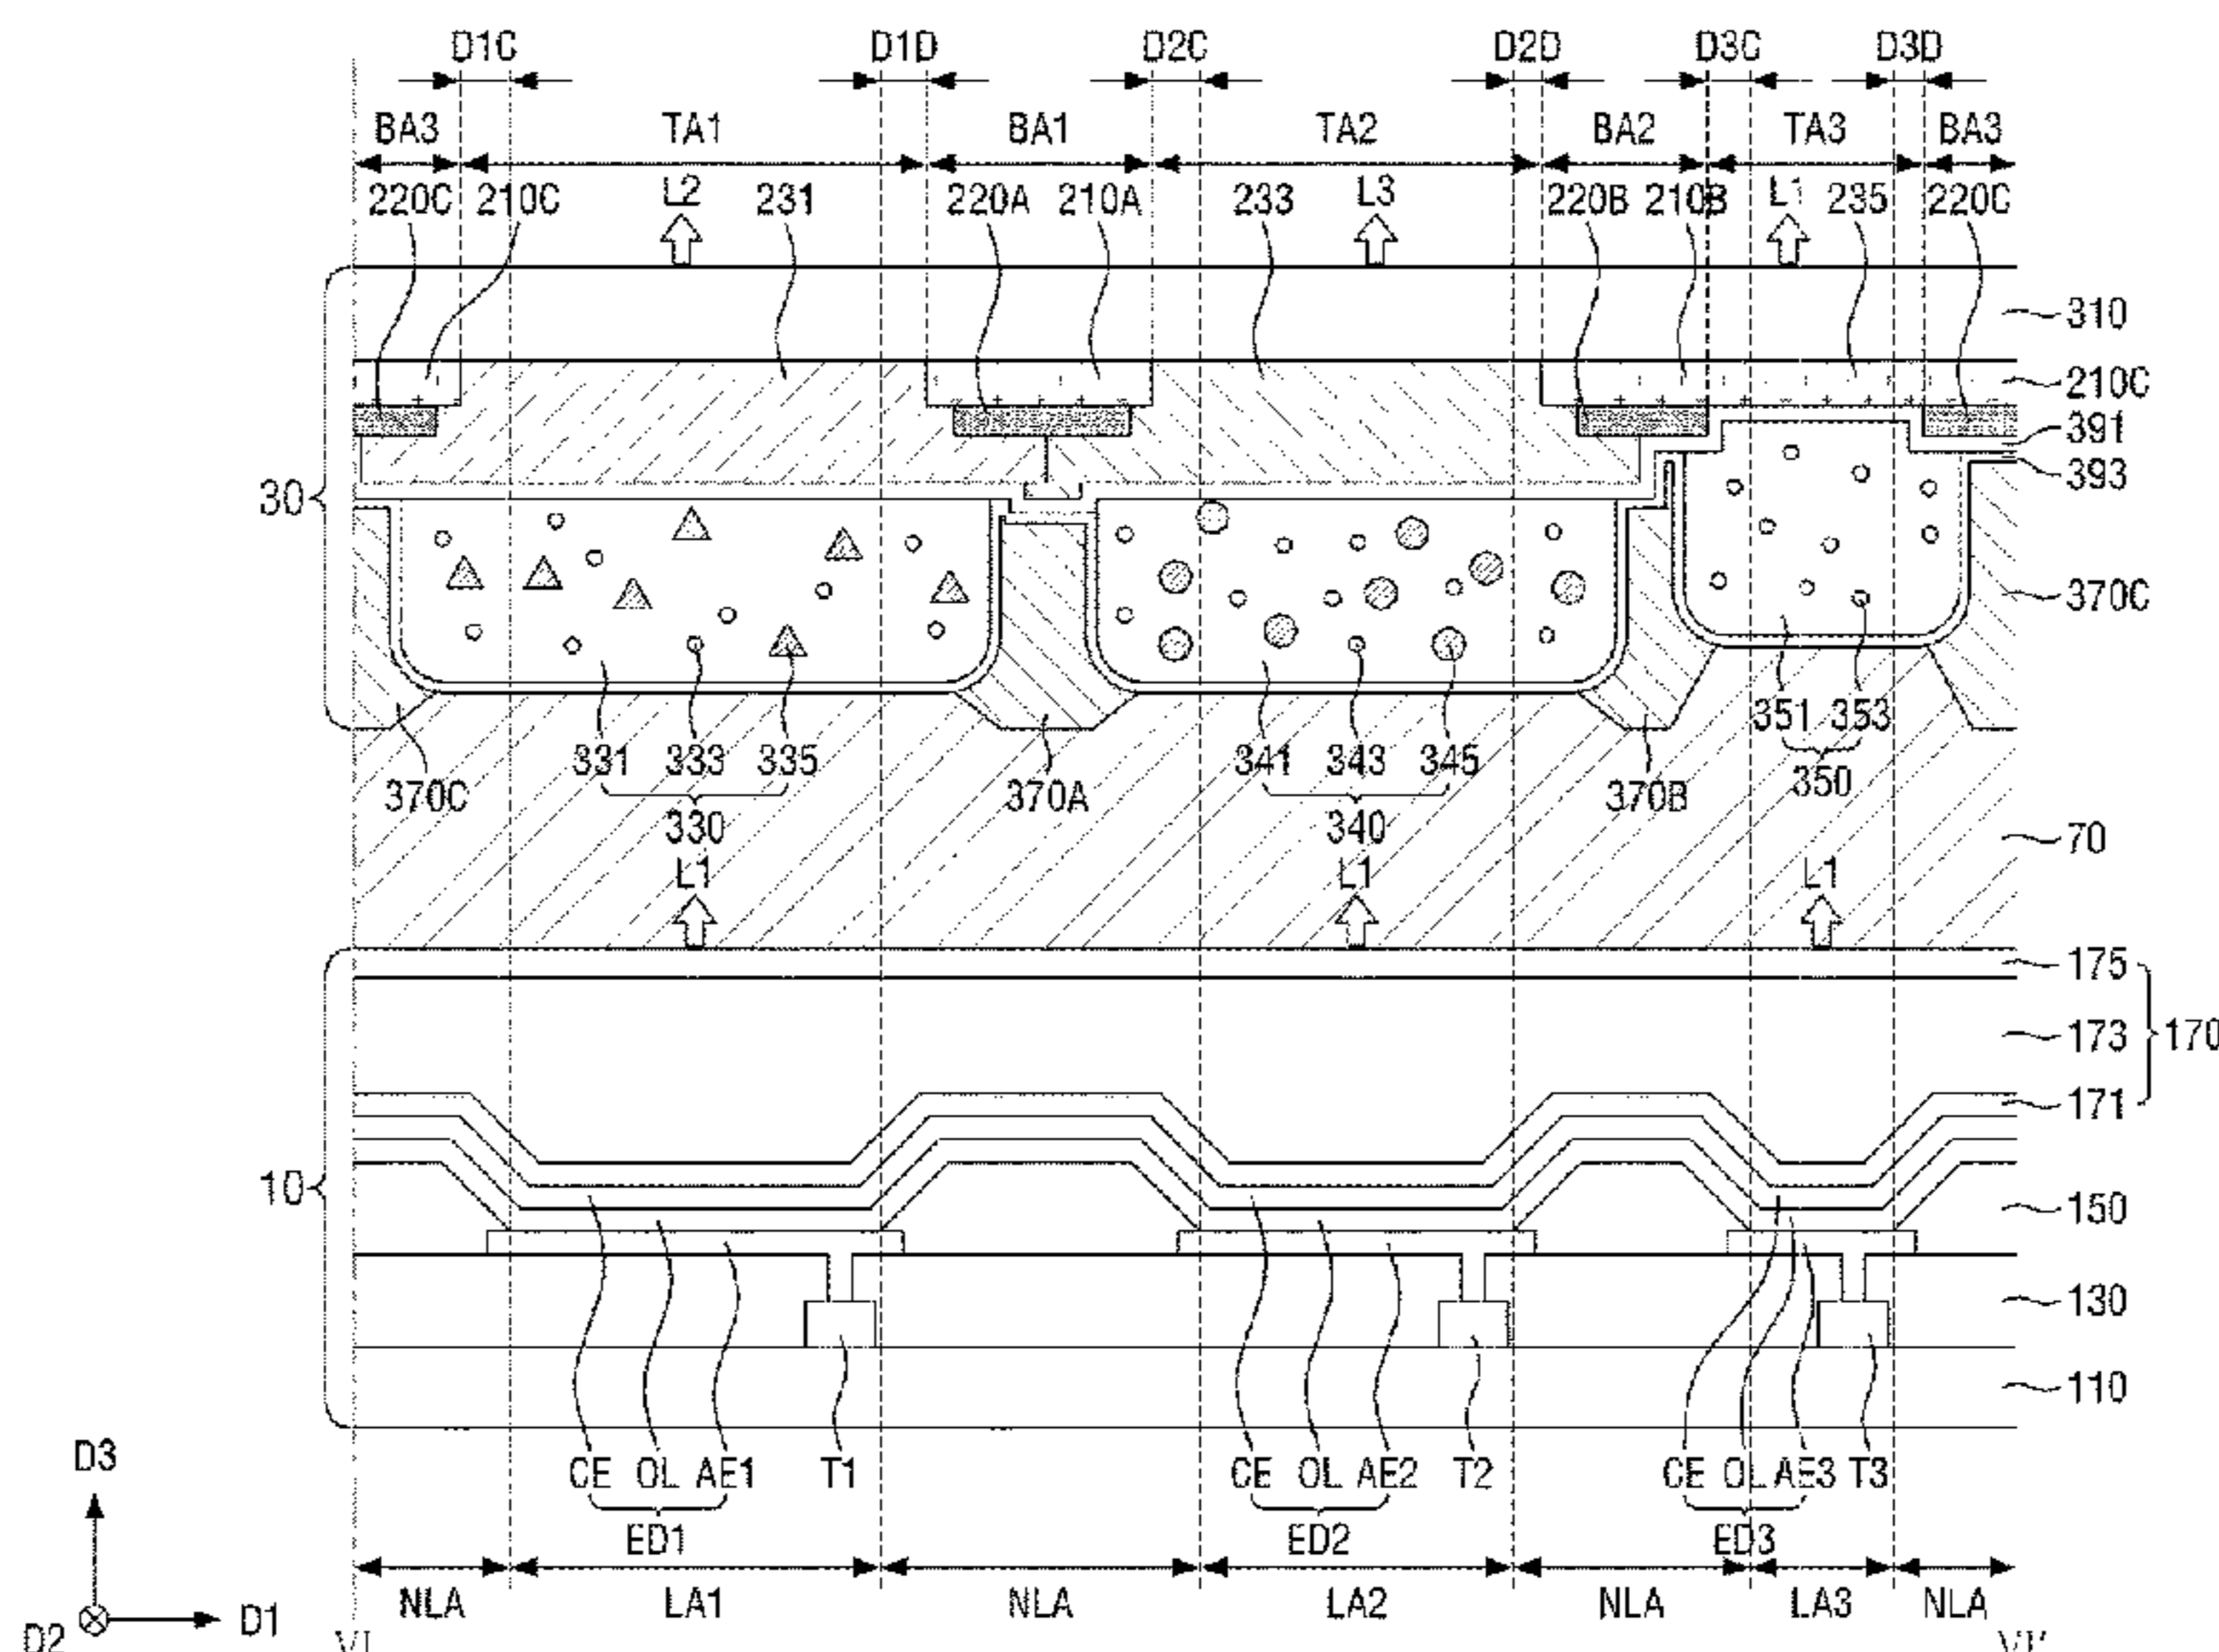 D1C D1D D2C D2D D3C D3D
BA3 TA1 BA1 TA2 BA2 TA3 BA3
220C 210C L2 231 220A 210A 233 L3 220B 210B L1 235 220C
310
210C
391
393
30
370C
331 333 335 341 343 345 351 353
370C 370A 370B 350
330 340
70
L1 L1 L1
175
173 170
171
10
150
130
110
CE OL AE1 T1 CE OL AE2 T2 CE OL AE3 T3
ED1 ED2 ED3
NLA LA1 NLA LA2 NLA LA3 NLA
D3
D2 D1